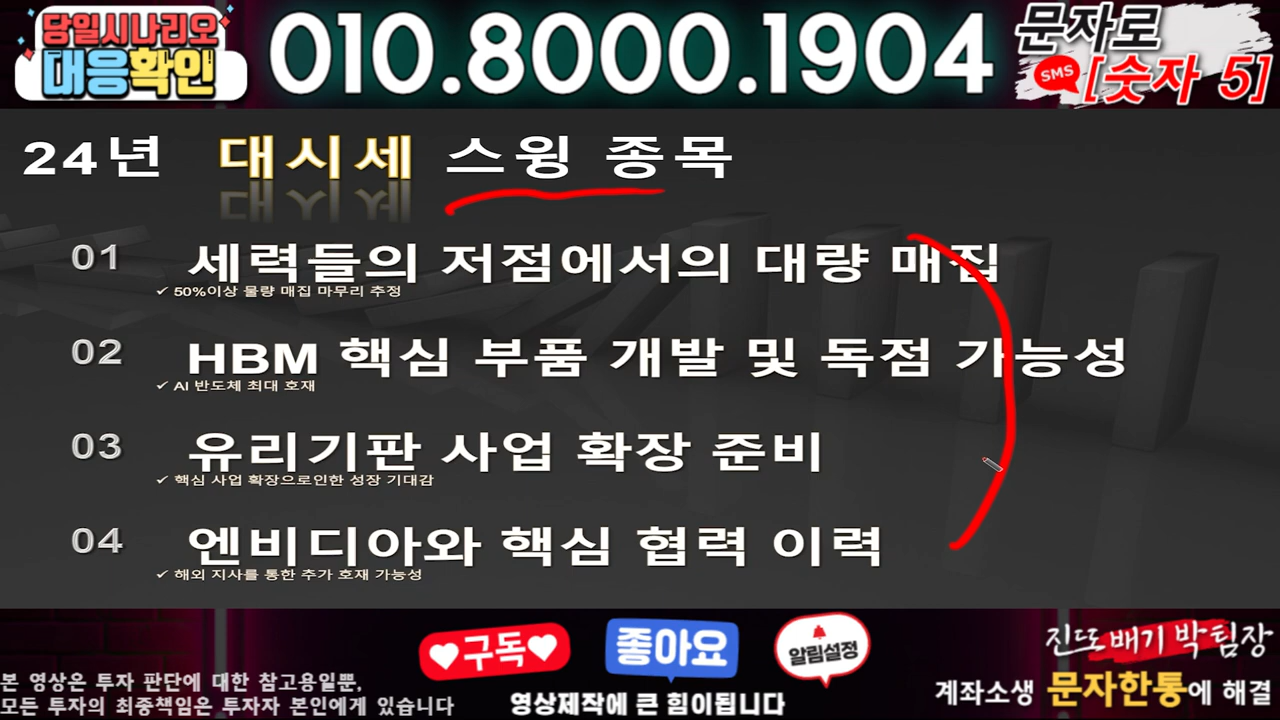 당일시나리오
대응확인
010.8000.1904
문자로
SMS
[숫자 5]
24년 대시세 스윙 종목
01 세력들의 저점에서의 대량 매집
✓ 50%이상 물량 매집 마무리 추정
02 HBM 핵심 부품 개발 및 독점 가능성
✓ AI 반도체 최대 호재
03 유리기판 사업 확장 준비
✓ 핵심 사업 확장으로인한 성장 기대감
04 엔비디아와 핵심 협력 이력
✓ 해외 지사를 통한 추가 호재 가능성
구독
좋아요
알림설정
영상제작에 큰 힘이됩니다
본 영상은 투자 판단에 대한 참고용일뿐,
모든 투자의 최종책임은 투자자 본인에게 있습니다
진또배기 박팀장
계좌소생 문자한통에 해결